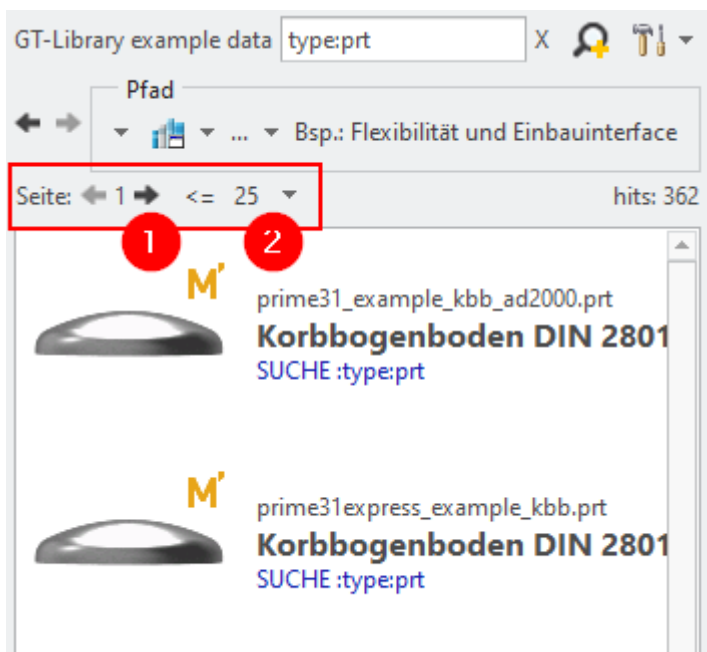 GT-Library example data type:prt X
Pfad
... Bsp.: Flexibilität und Einbauinterface
Seite: 1 <= 25 hits: 362
1 2
M'
prime31_example_kbb_ad2000.prt
Korbbogenboden DIN 2801
SUCHE :type:prt
M'
prime31express_example_kbb.prt
Korbbogenboden DIN 2801
SUCHE :type:prt